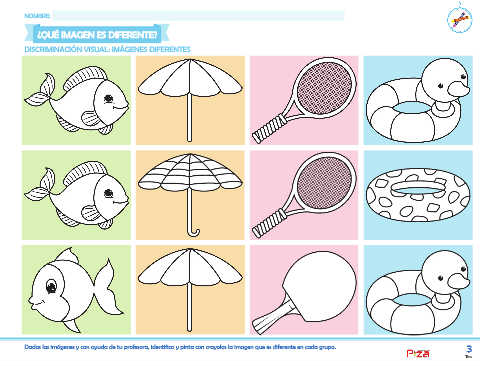 NOMBRE:
¿QUÉ IMAGEN ES DIFERENTE?
DISCRIMINACIÓN VISUAL: IMÁGENES DIFERENTES
Dadas las imágenes y con ayuda de tu profesora, identifica y pinta con crayolas la imagen que es diferente en cada grupo.
3